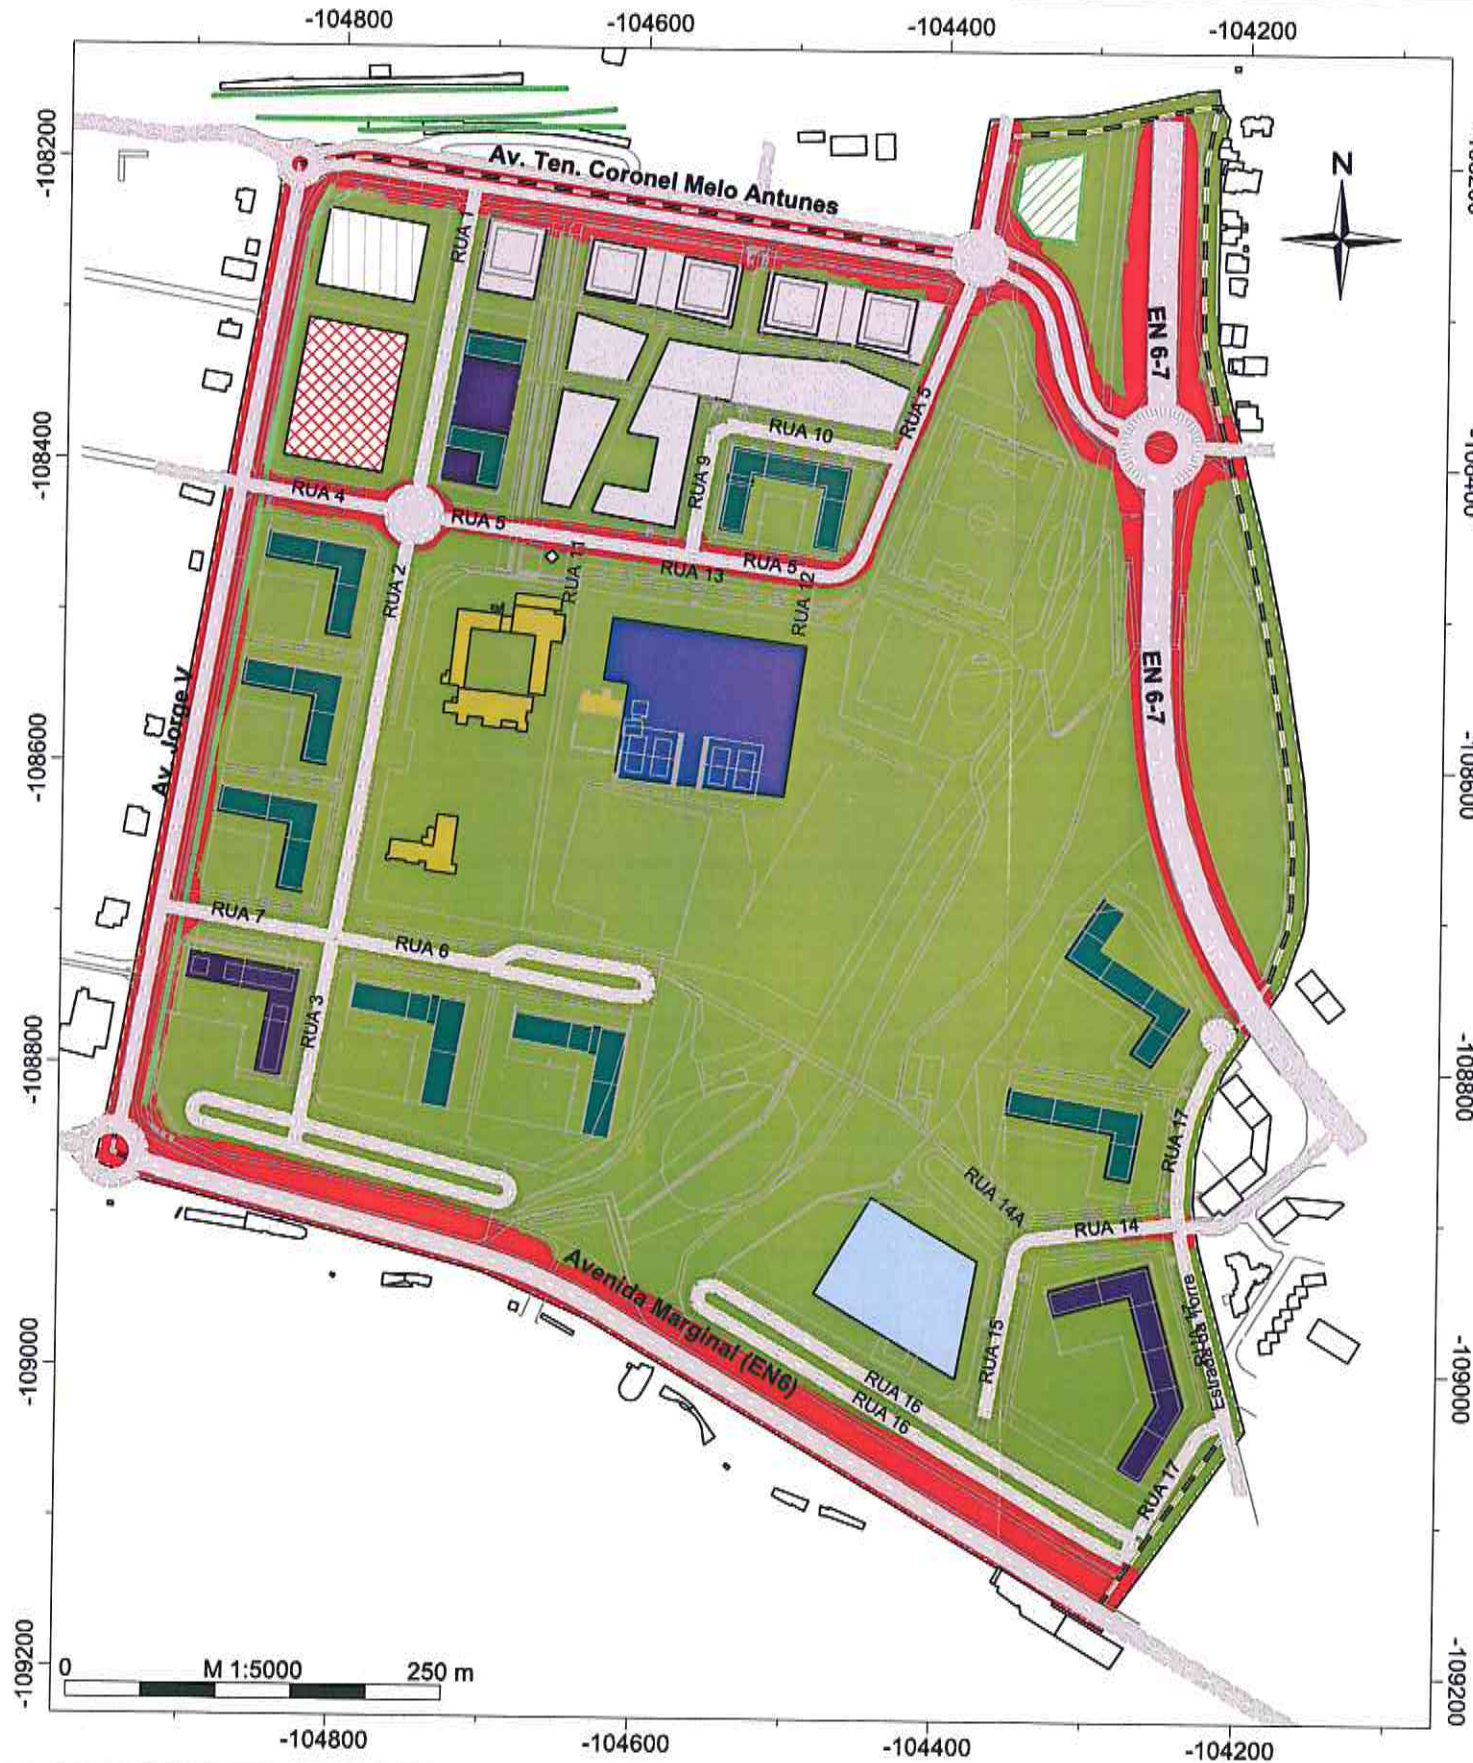 -104800
-104600
-104400
-104200
-108200
Av. Ten. Coronel Melo Antunes
N
RUA 1
EN 6-7
-108400
RUA 5
RUA 10
RUA 9
-108400
RUA 4
RUA 5
RUA 5
RUA 11
RUA 13
RUA 12
RUA 2
EN 6-7
Av. Jorge V
-108600
-108600
RUA 7
RUA 6
RUA 3
-108800
-108800
RUA 17
RUA 14A
RUA 14
Avenida Marginal (EN6)
Estrada da Torre
RUA 15
-109000
-109000
RUA 16
RUA 16
RUA 17
-109200
-109200
0
M 1:5000
250 m
-104800
-104600
-104400
-104200